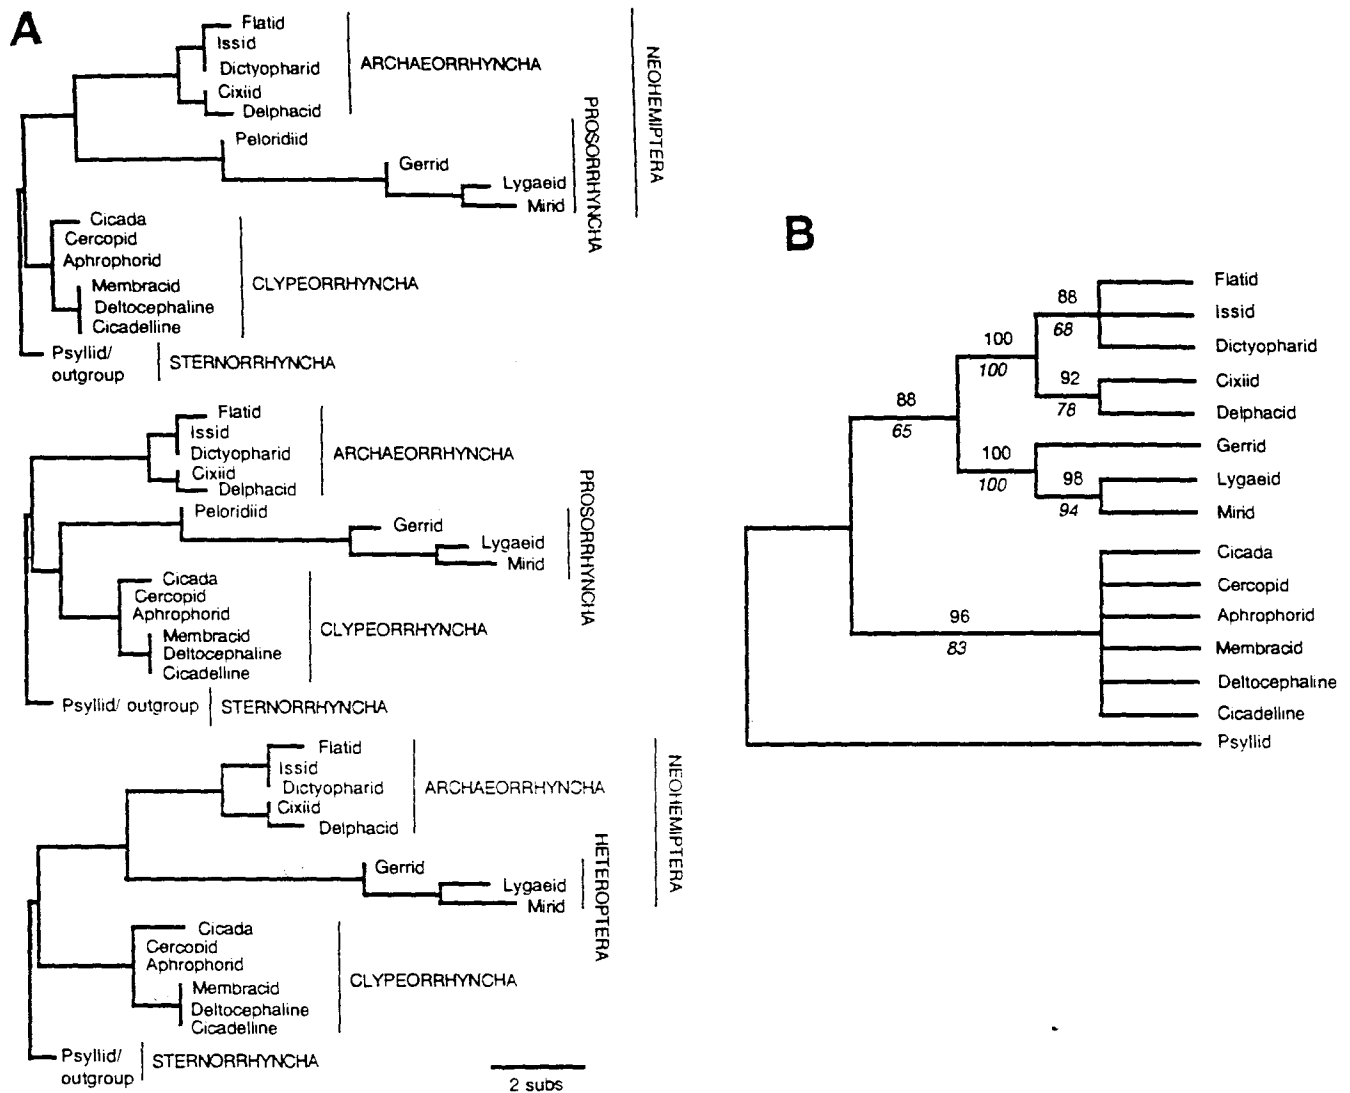 A
Flatid
Issid
Dictyopharid
Cixiid
Delphacid
ARCHAEORRHYNCHA
Peloridiid
Gerrid
Lygaeid
Mirid
PROSORRHYNCHA
NEOHEMIPTERA
Cicada
Cercopid
Aphrophorid
Membracid
Deltocephaline
Cicadelline
CLYPEORRHYNCHA
Psyllid/
outgroup
STERNORRHYNCHA
Flatid
Issid
Dictyopharid
Cixiid
Delphacid
ARCHAEORRHYNCHA
Peloridiid
Gerrid
Lygaeid
Mirid
PROSORRHYNCHA
Cicada
Cercopid
Aphrophorid
Membracid
Deltocephaline
Cicadelline
CLYPEORRHYNCHA
Psyllid/ outgroup
STERNORRHYNCHA
Flatid
Issid
Dictyopharid
Cixiid
Delphacid
ARCHAEORRHYNCHA
Gerrid
Lygaeid
Mirid
HETEROPTERA
NEOHEMIPTERA
Cicada
Cercopid
Aphrophorid
Membracid
Deltocephaline
Cicadelline
CLYPEORRHYNCHA
Psyllid/
outgroup
STERNORRHYNCHA
2 subs
B
88
65
100
100
88
68
92
78
100
100
98
94
96
83
Flatid
Issid
Dictyopharid
Cixiid
Delphacid
Gerrid
Lygaeid
Mirid
Cicada
Cercopid
Aphrophorid
Membracid
Deltocephaline
Cicadelline
Psyllid